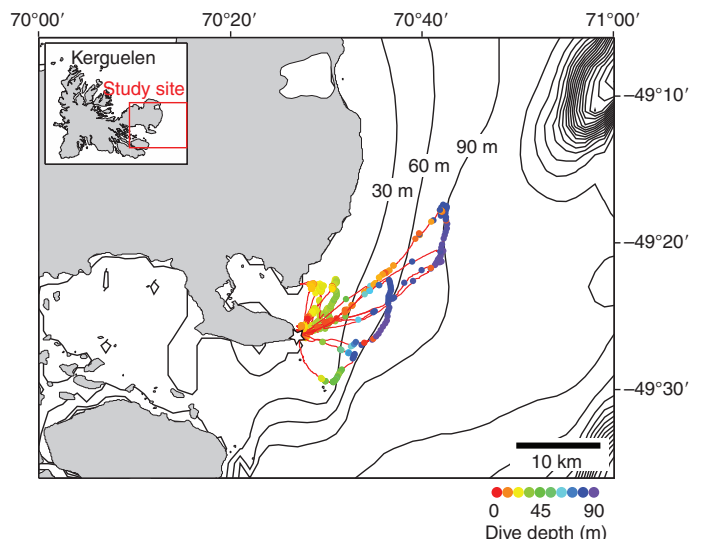 70°00′ 70°20′ 70°40′ 71°00′
Kerguelen
Study site
−49°10′
90 m
60 m
30 m
−49°20′
−49°30′
10 km
0 45 90
Dive depth (m)